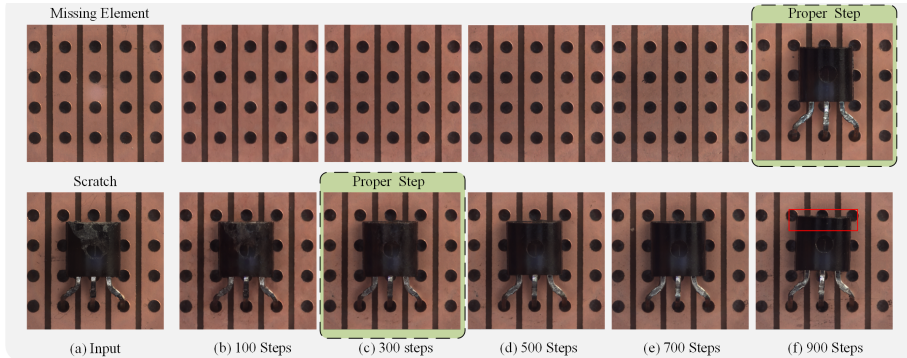 Missing Element
Proper Step
Scratch
Proper Step
(a) Input
(b) 100 Steps
(c) 300 steps
(d) 500 Steps
(e) 700 Steps
(f) 900 Steps